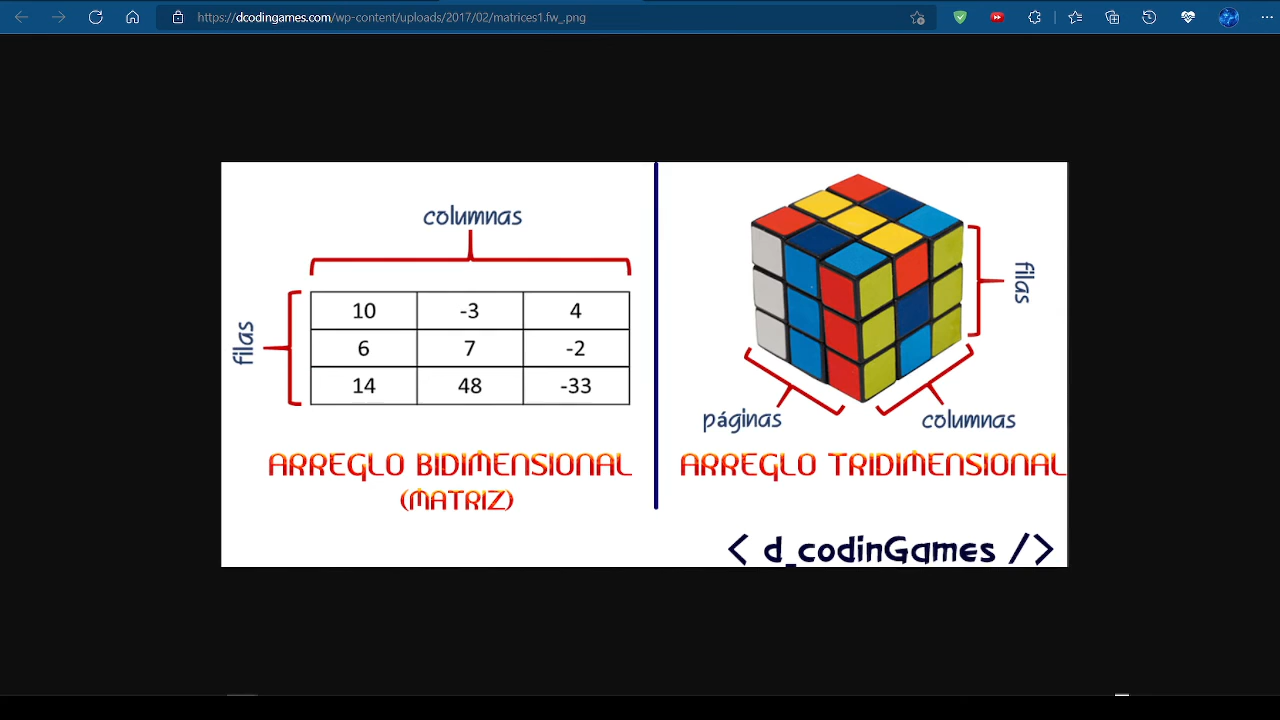 https://dcodingames.com/wp-content/uploads/2017/02/matrices1.fw_.png
columnas
filas
10 -3 4
6 7 -2
14 48 -33
ARREGLO BIDIMENSIONAL
(MATRIZ)
filas
páginas
columnas
ARREGLO TRIDIMENSIONAL
< d_codinGames />